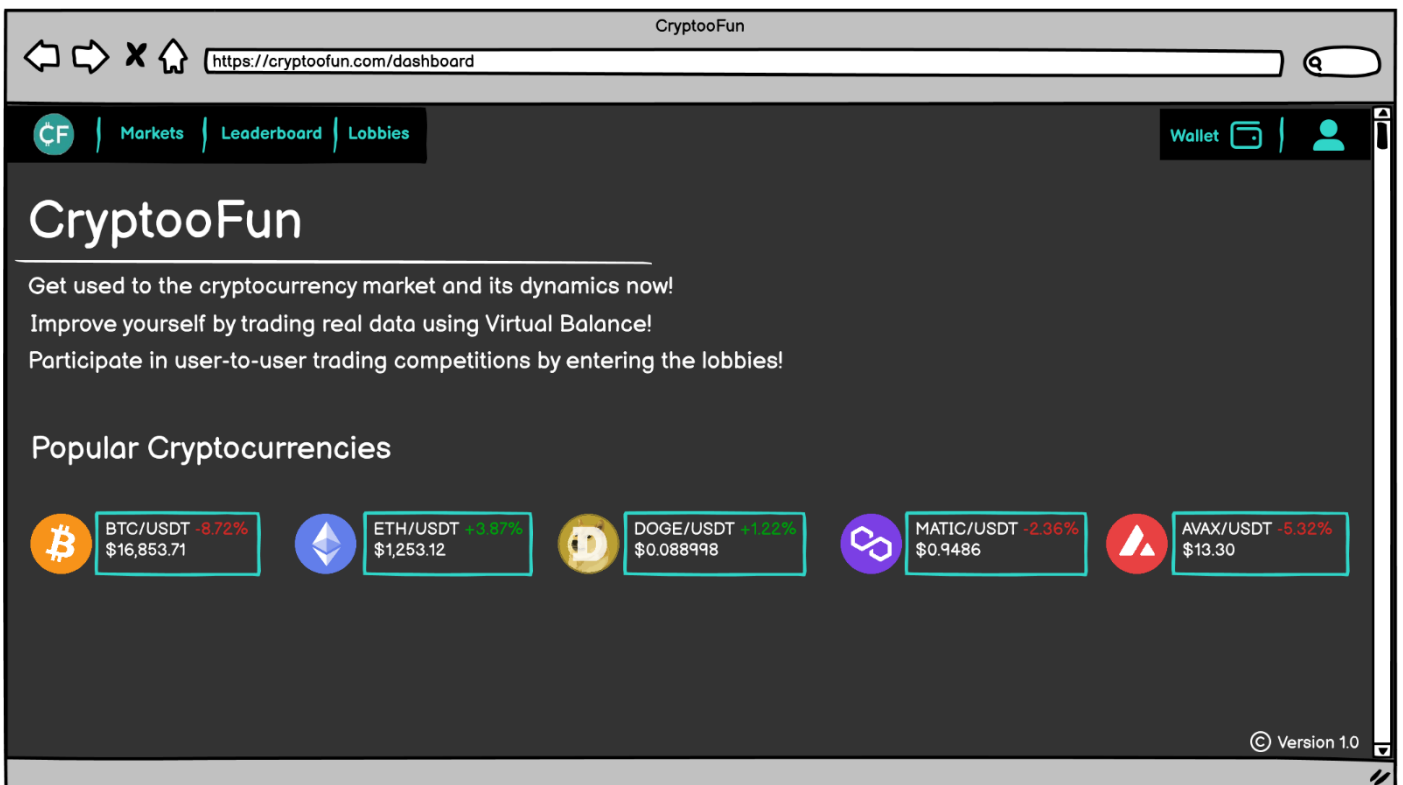 CryptooFun
https://cryptoofun.com/dashboard
CF Markets Leaderboard Lobbies Wallet
CryptooFun
Get used to the cryptocurrency market and its dynamics now!
Improve yourself by trading real data using Virtual Balance!
Participate in user-to-user trading competitions by entering the lobbies!
Popular Cryptocurrencies
BTC/USDT -8.72%
$16,853.71
ETH/USDT +3.87%
$1,253.12
DOGE/USDT +1.22%
$0.088998
MATIC/USDT -2.36%
$0.9486
AVAX/USDT -5.32%
$13.30
© Version 1.0